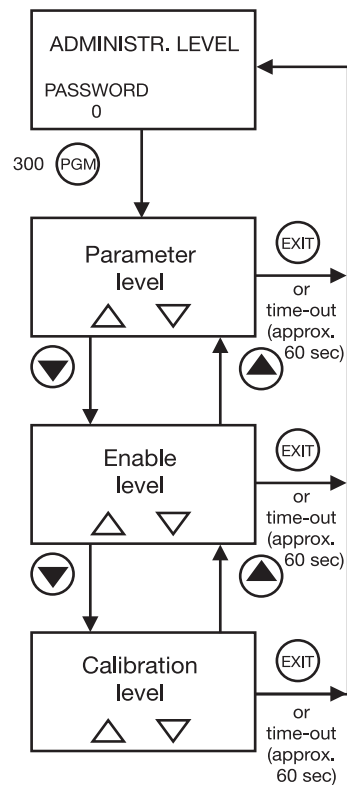 ADMINISTR. LEVEL
PASSWORD
0
300 PGM
Parameter
level
EXIT
or
time-out
(approx.
60 sec)
Enable
level
EXIT
or
time-out
(approx.
60 sec)
Calibration
level
EXIT
or
time-out
(approx.
60 sec)